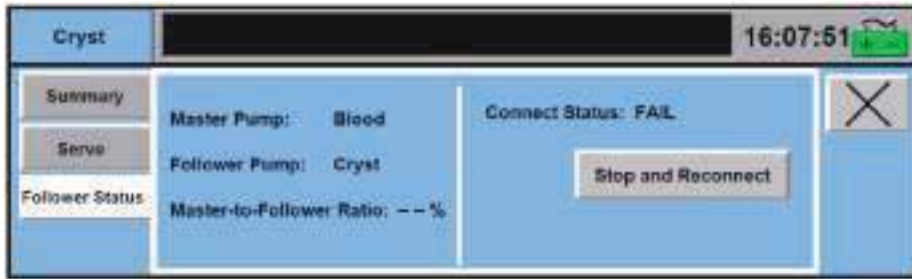 Cryst
16:07:51
Summary
Servo
Follower Status
Master Pump: Blood
Follower Pump: Cryst
Master-to-Follower Ratio: -- %
Connect Status: FAIL
Stop and Reconnect